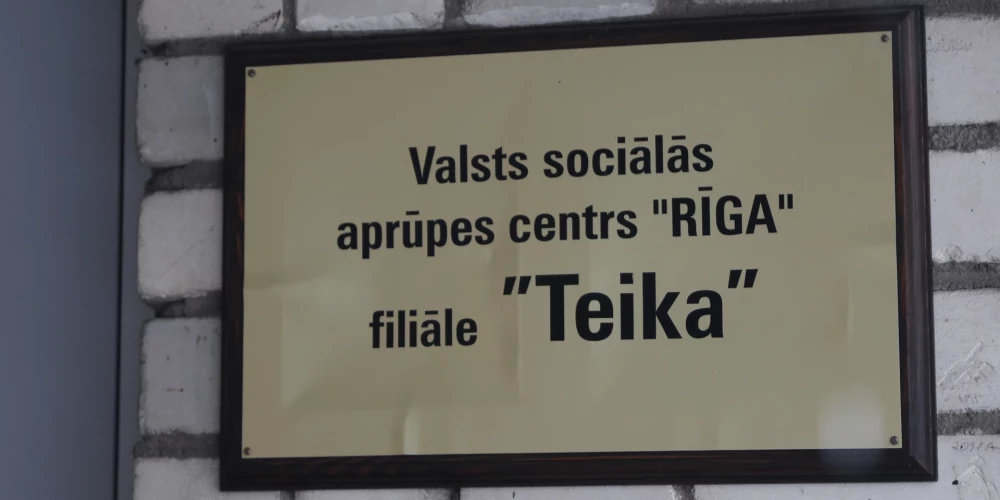 Valsts sociālās
aprūpes centrs "RĪGA"
filiāle "Teika"